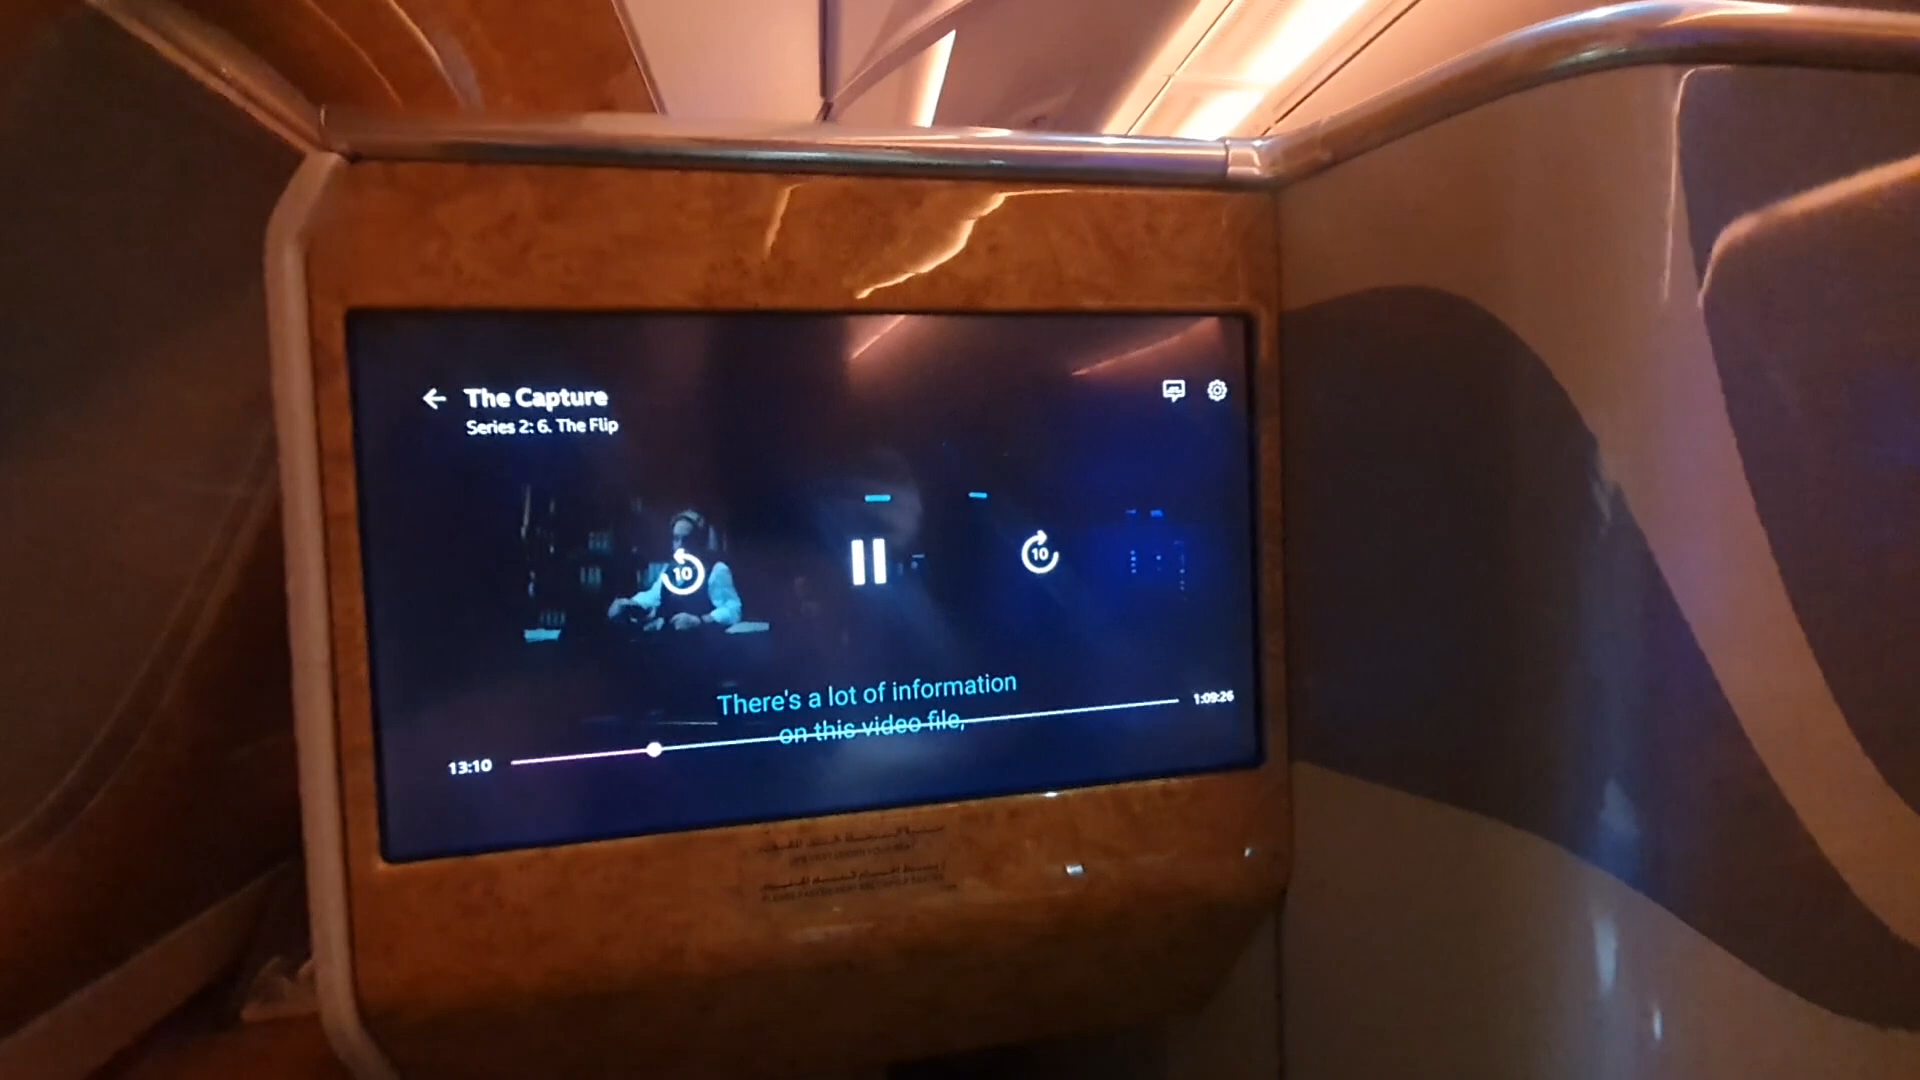 The Capture
Series 2: 6. The Flip
10
10
There's a lot of information
on this video file,
13:10
1:09:26